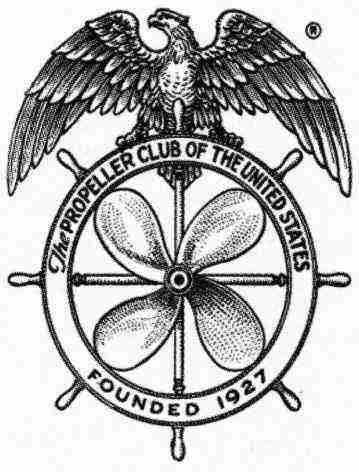 ®
The PROPELLER CLUB OF THE UNITED STATES
FOUNDED 1927